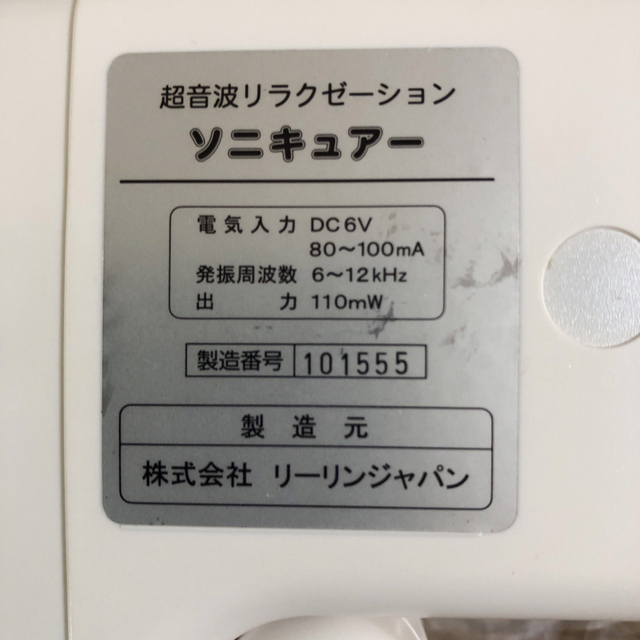 超音波リラクゼーション
ソニキュアー
電気入力 DC6V
80～100mA
発振周波数 6～12kHz
出力 110mW
製造番号 101555
製造元
株式会社 リーリンジャパン